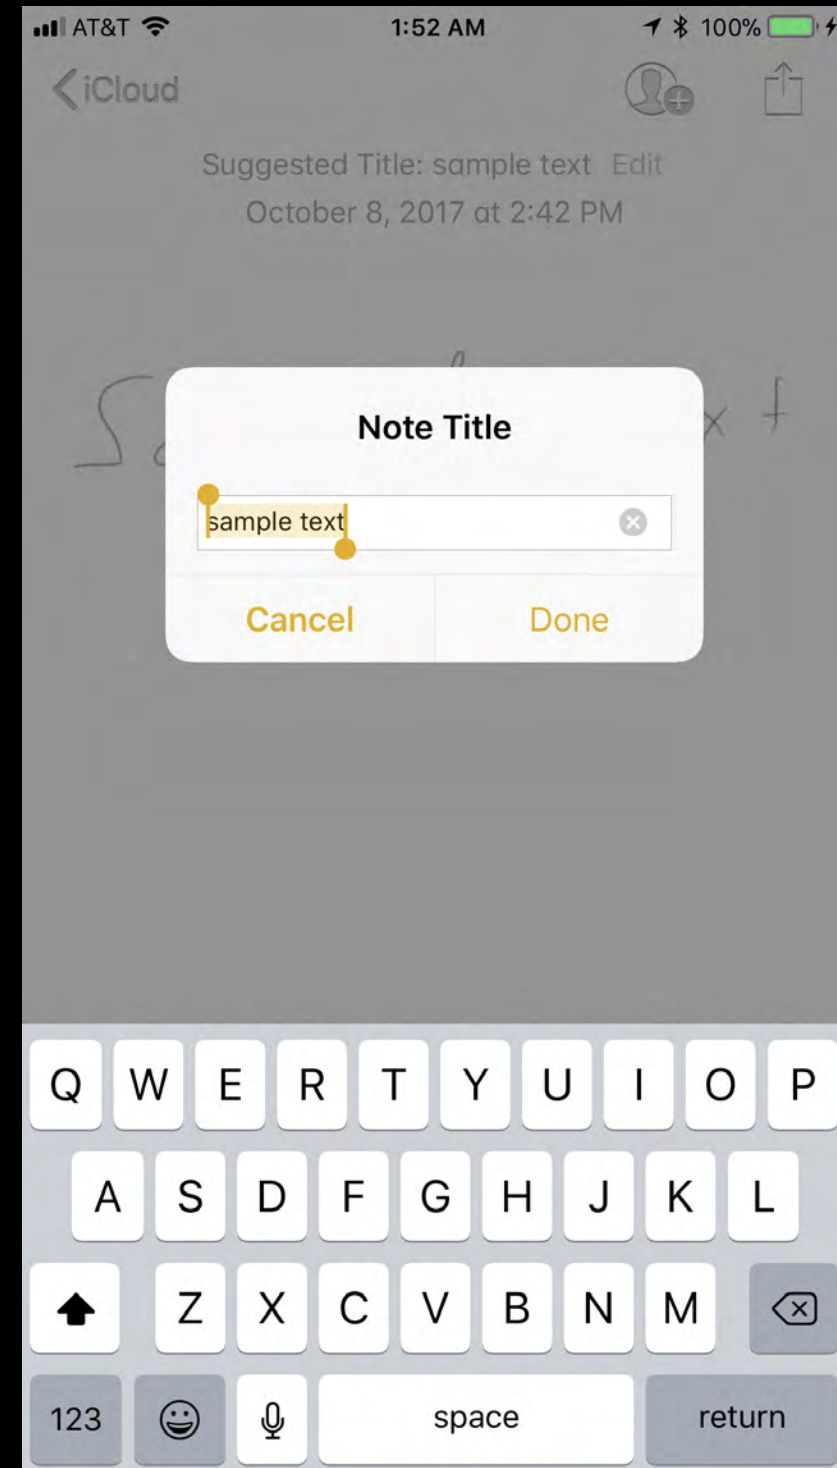 AT&T 1:52 AM 100%
iCloud
Suggested Title: sample text Edit
October 8, 2017 at 2:42 PM
Note Title
sample text
Cancel Done
Q W E R T Y U I O P
A S D F G H J K L
Z X C V B N M
123 space return